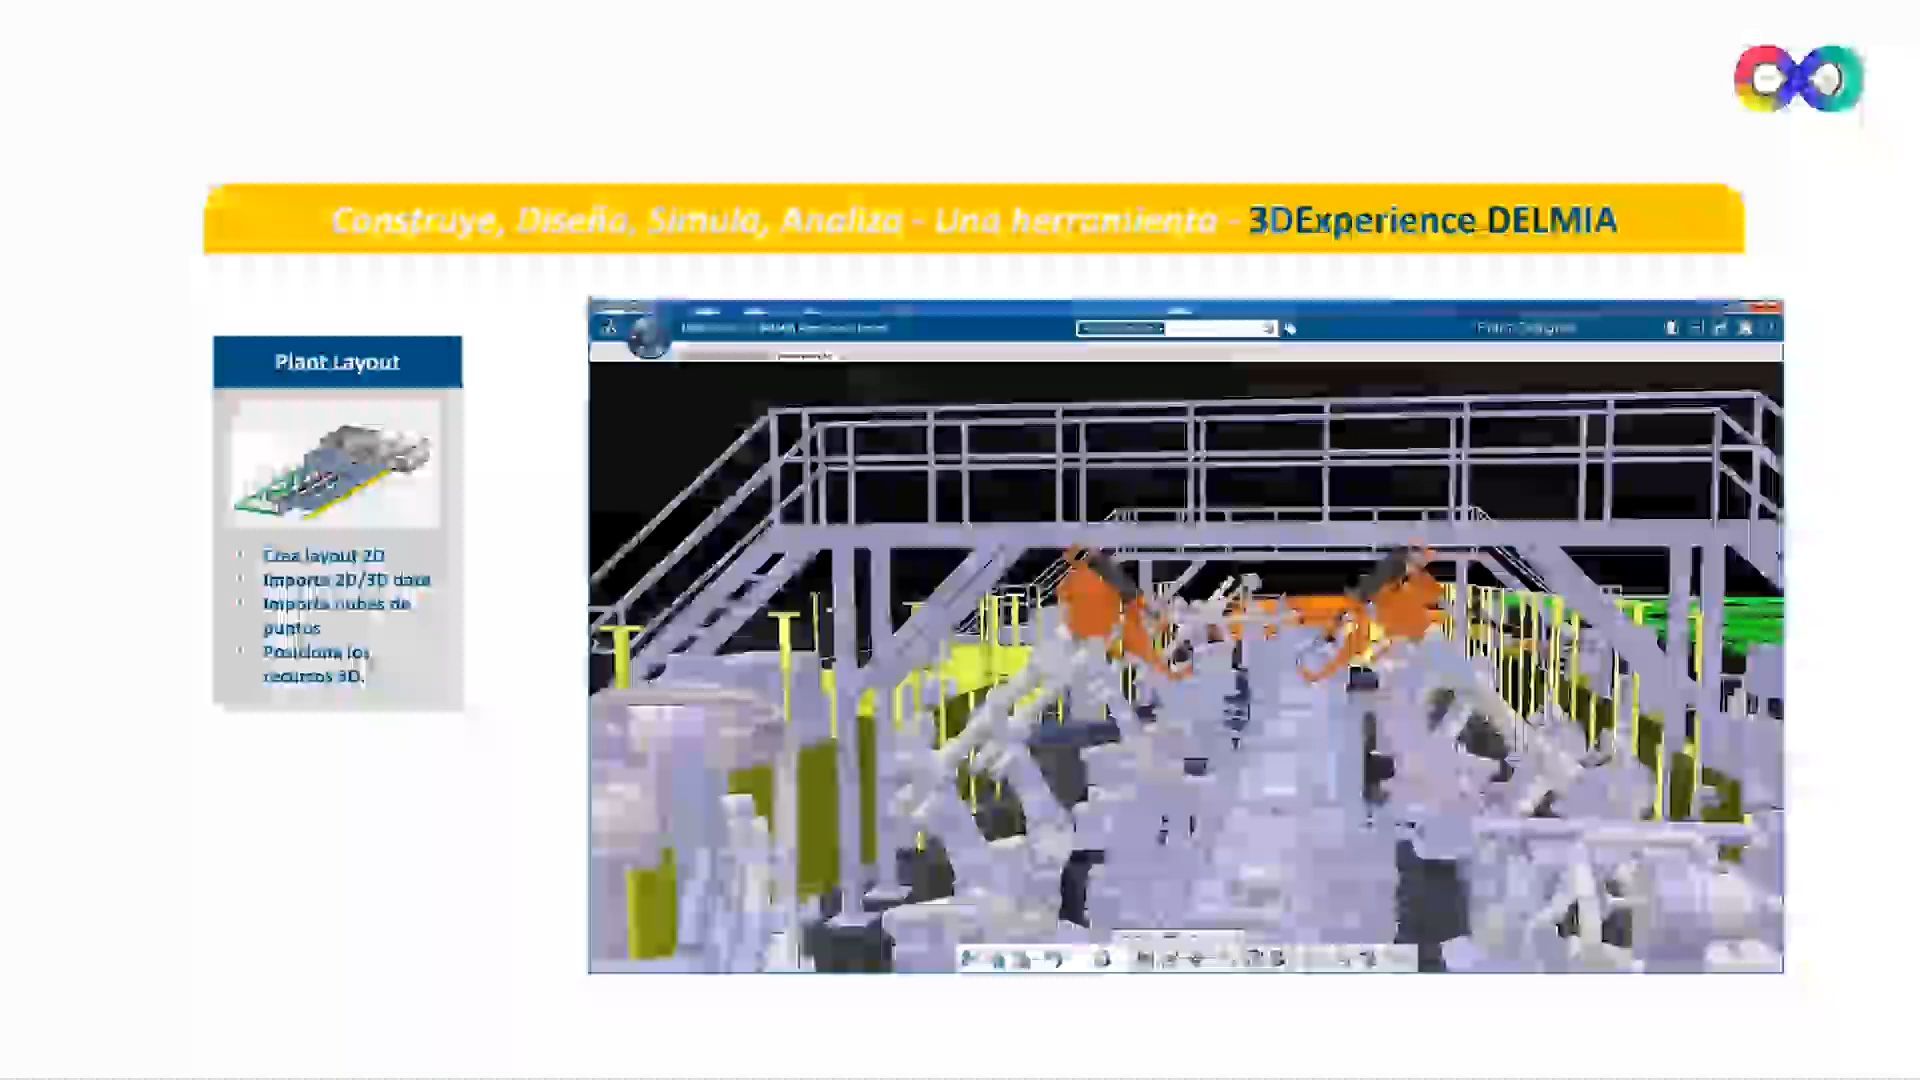 Construye, Diseña, Simula, Analiza - Una herramienta - 3DExperience DELMIA
Plant Layout
Crea layout 2D
Importa 2D/3D data
Importa nubes de
puntos
Posiciona los
recursos 3D.